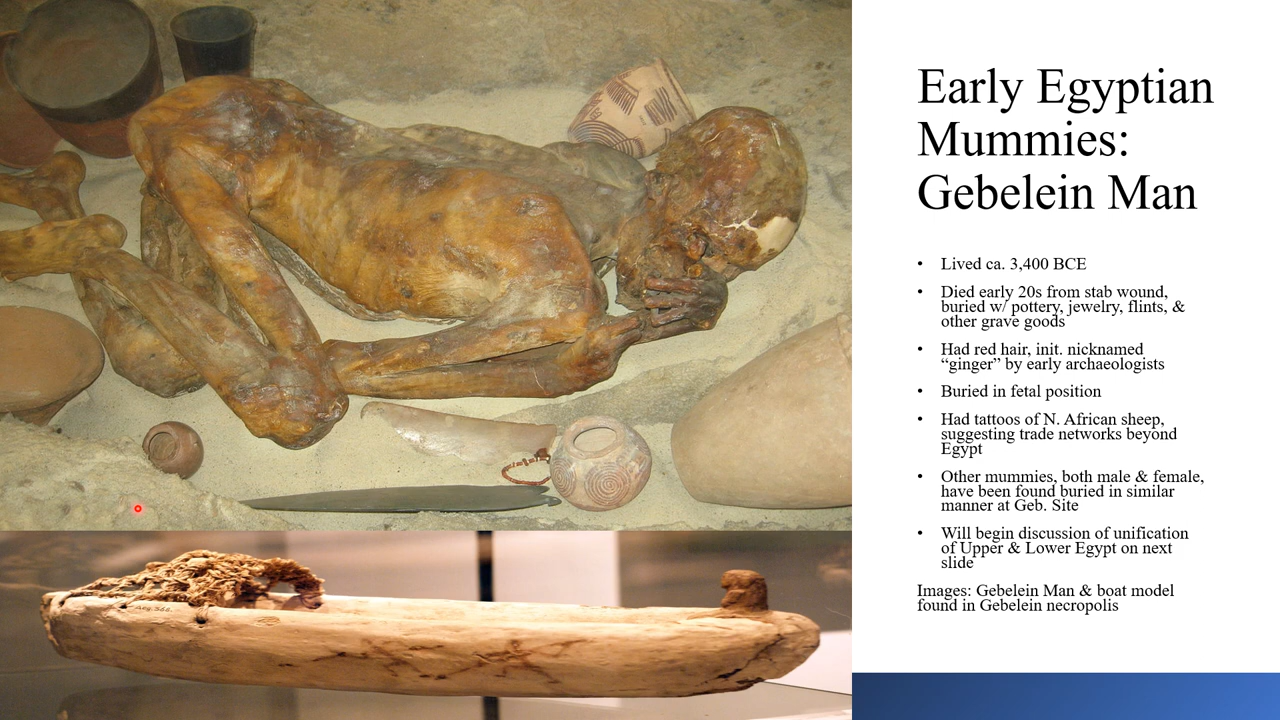 Early Egyptian
Mummies:
Gebelein Man
• Lived ca. 3,400 BCE
• Died early 20s from stab wound,
buried w/ pottery, jewelry, flints, &
other grave goods
• Had red hair, init. nicknamed
“ginger” by early archaeologists
• Buried in fetal position
• Had tattoos of N. African sheep,
suggesting trade networks beyond
Egypt
• Other mummies, both male & female,
have been found buried in similar
manner at Geb. Site
• Will begin discussion of unification
of Upper & Lower Egypt on next
slide
Images: Gebelein Man & boat model
found in Gebelein necropolis